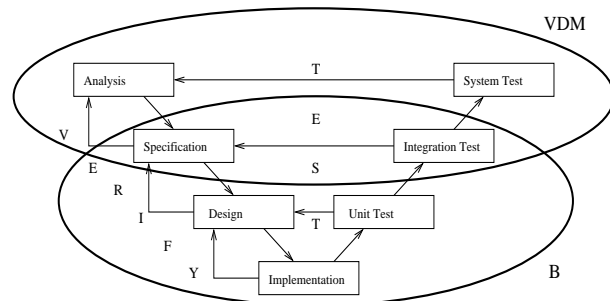 VDM
T
Analysis System Test
E
V
Specification Integration Test
E S
R
I Design T Unit Test
F
Y Implementation B